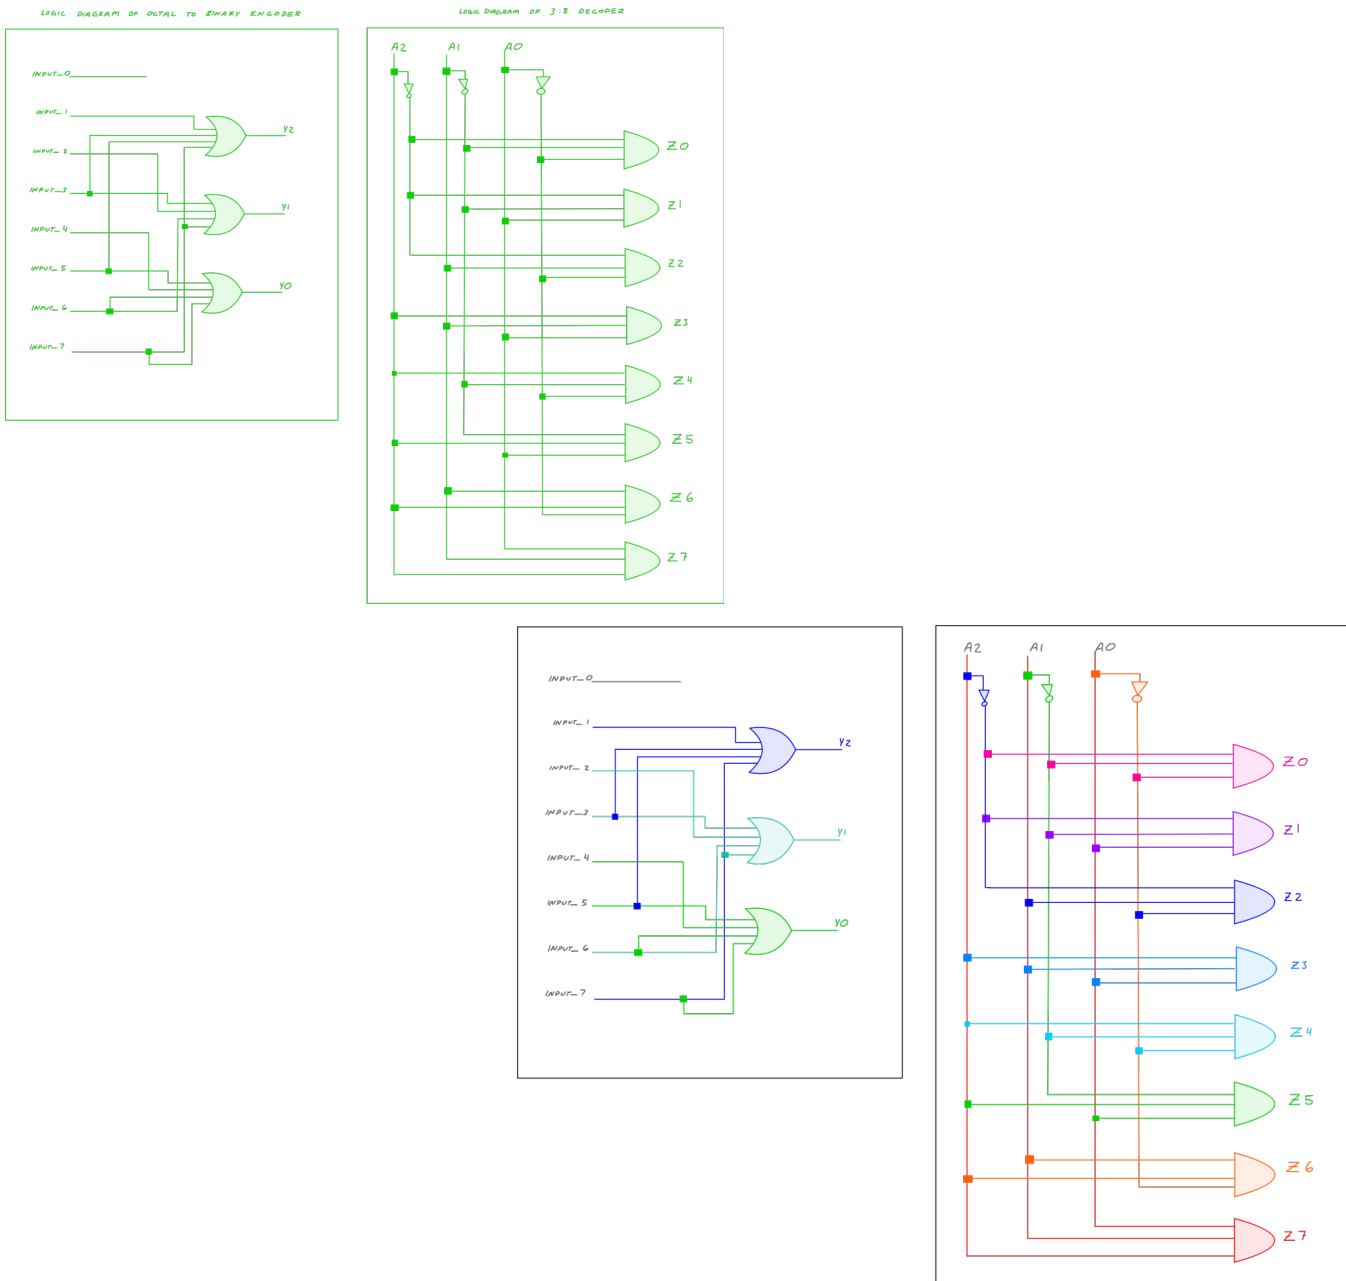 LOGIC DIAGRAM OF OCTAL TO BINARY ENCODER
INPUT_0
INPUT_1
Y2
INPUT_2
INPUT_3
Y1
INPUT_4
INPUT_5
Y0
INPUT_6
INPUT_7
LOGIC DIAGRAM OF 3:8 DECODER
A2 A1 A0
Z0
Z1
Z2
Z3
Z4
Z5
Z6
Z7
INPUT_0
INPUT_1
Y2
INPUT_2
INPUT_3
Y1
INPUT_4
INPUT_5
Y0
INPUT_6
INPUT_7
A2 A1 A0
Z0
Z1
Z2
Z3
Z4
Z5
Z6
Z7